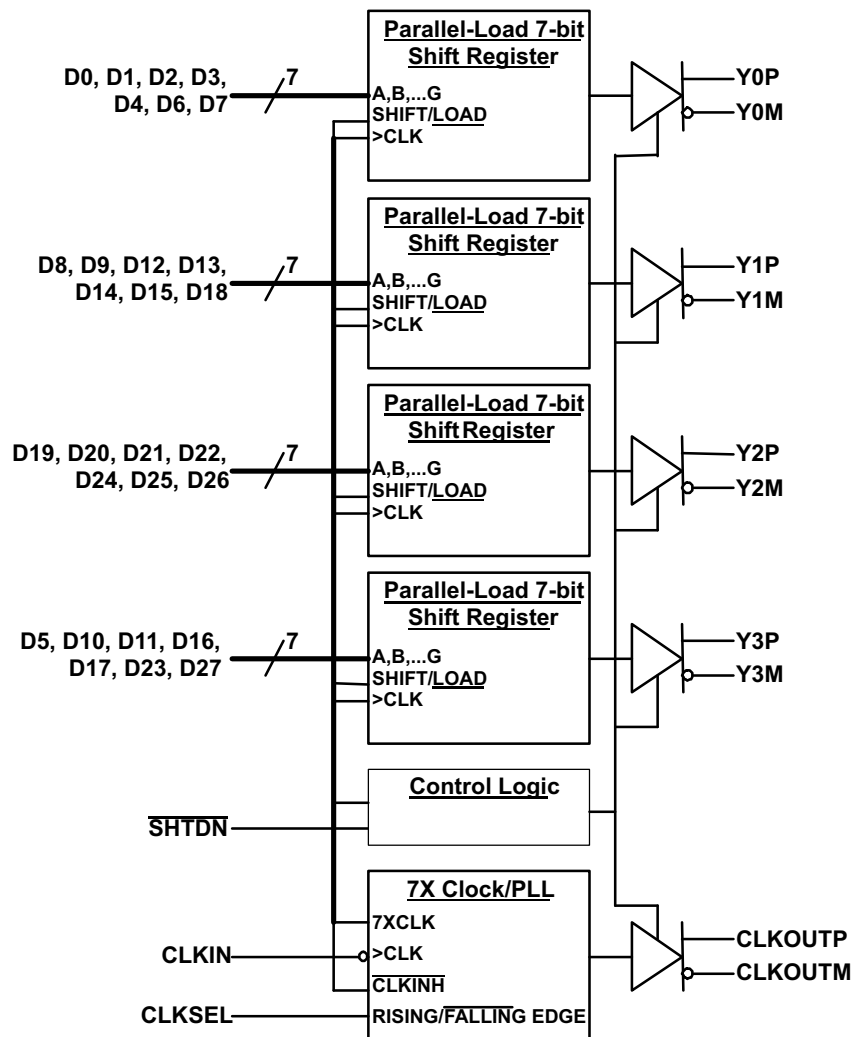 Parallel-Load 7-bit
Shift Register
D0, D1, D2, D3,
D4, D6, D7
7
A,B,...G
SHIFT/LOAD
>CLK
Y0P
Y0M
Parallel-Load 7-bit
Shift Register
D8, D9, D12, D13,
D14, D15, D18
7
A,B,...G
SHIFT/LOAD
>CLK
Y1P
Y1M
Parallel-Load 7-bit
Shift Register
D19, D20, D21, D22,
D24, D25, D26
7
A,B,...G
SHIFT/LOAD
>CLK
Y2P
Y2M
Parallel-Load 7-bit
Shift Register
D5, D10, D11, D16,
D17, D23, D27
7
A,B,...G
SHIFT/LOAD
>CLK
Y3P
Y3M
Control Logic
SHTDN
7X Clock/PLL
7XCLK
CLKIN
>CLK
CLKINH
CLKSEL
RISING/FALLING EDGE
CLKOUTP
CLKOUTM